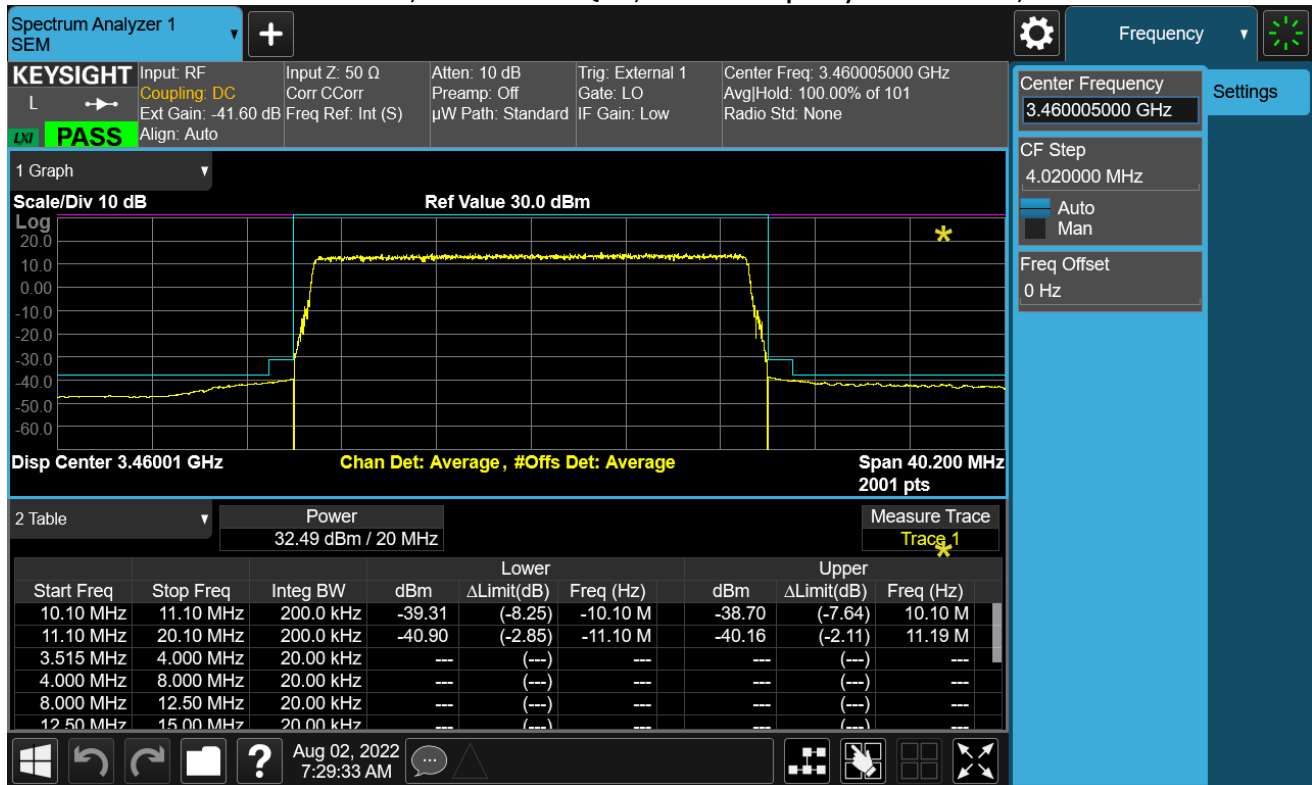 Spectrum Analyzer 1
SEM
+
Frequency
KEYSIGHT
L
LXI PASS
Input: RF
Coupling: DC
Ext Gain: -41.60 dB
Align: Auto
Input Z: 50 Ω
Corr CCorr
Freq Ref: Int (S)
Atten: 10 dB
Preamp: Off
µW Path: Standard
Trig: External 1
Gate: LO
IF Gain: Low
Center Freq: 3.460005000 GHz
Avg|Hold: 100.00% of 101
Radio Std: None
Center Frequency
3.460005000 GHz
Settings
CF Step
4.020000 MHz
Auto
Man
Freq Offset
0 Hz
1 Graph
Scale/Div 10 dB Ref Value 30.0 dBm
Log
20.0
10.0
0.00
-10.0
-20.0
-30.0
-40.0
-50.0
-60.0
Disp Center 3.46001 GHz Chan Det: Average, #Offs Det: Average Span 40.200 MHz
2001 pts
2 Table
Power
32.49 dBm / 20 MHz
Measure Trace
Trace 1
Lower Upper
Start Freq Stop Freq Integ BW dBm ΔLimit(dB) Freq (Hz) dBm ΔLimit(dB) Freq (Hz)
10.10 MHz 11.10 MHz 200.0 kHz -39.31 (-8.25) -10.10 M -38.70 (-7.64) 10.10 M
11.10 MHz 20.10 MHz 200.0 kHz -40.90 (-2.85) -11.10 M -40.16 (-2.11) 11.19 M
3.515 MHz 4.000 MHz 20.00 kHz --- (---) --- --- (---) ---
4.000 MHz 8.000 MHz 20.00 kHz --- (---) --- --- (---) ---
8.000 MHz 12.50 MHz 20.00 kHz --- (---) --- --- (---) ---
12.50 MHz 15.00 MHz 20.00 kHz --- (---) --- --- (---) ---
?
Aug 02, 2022
7:29:33 AM